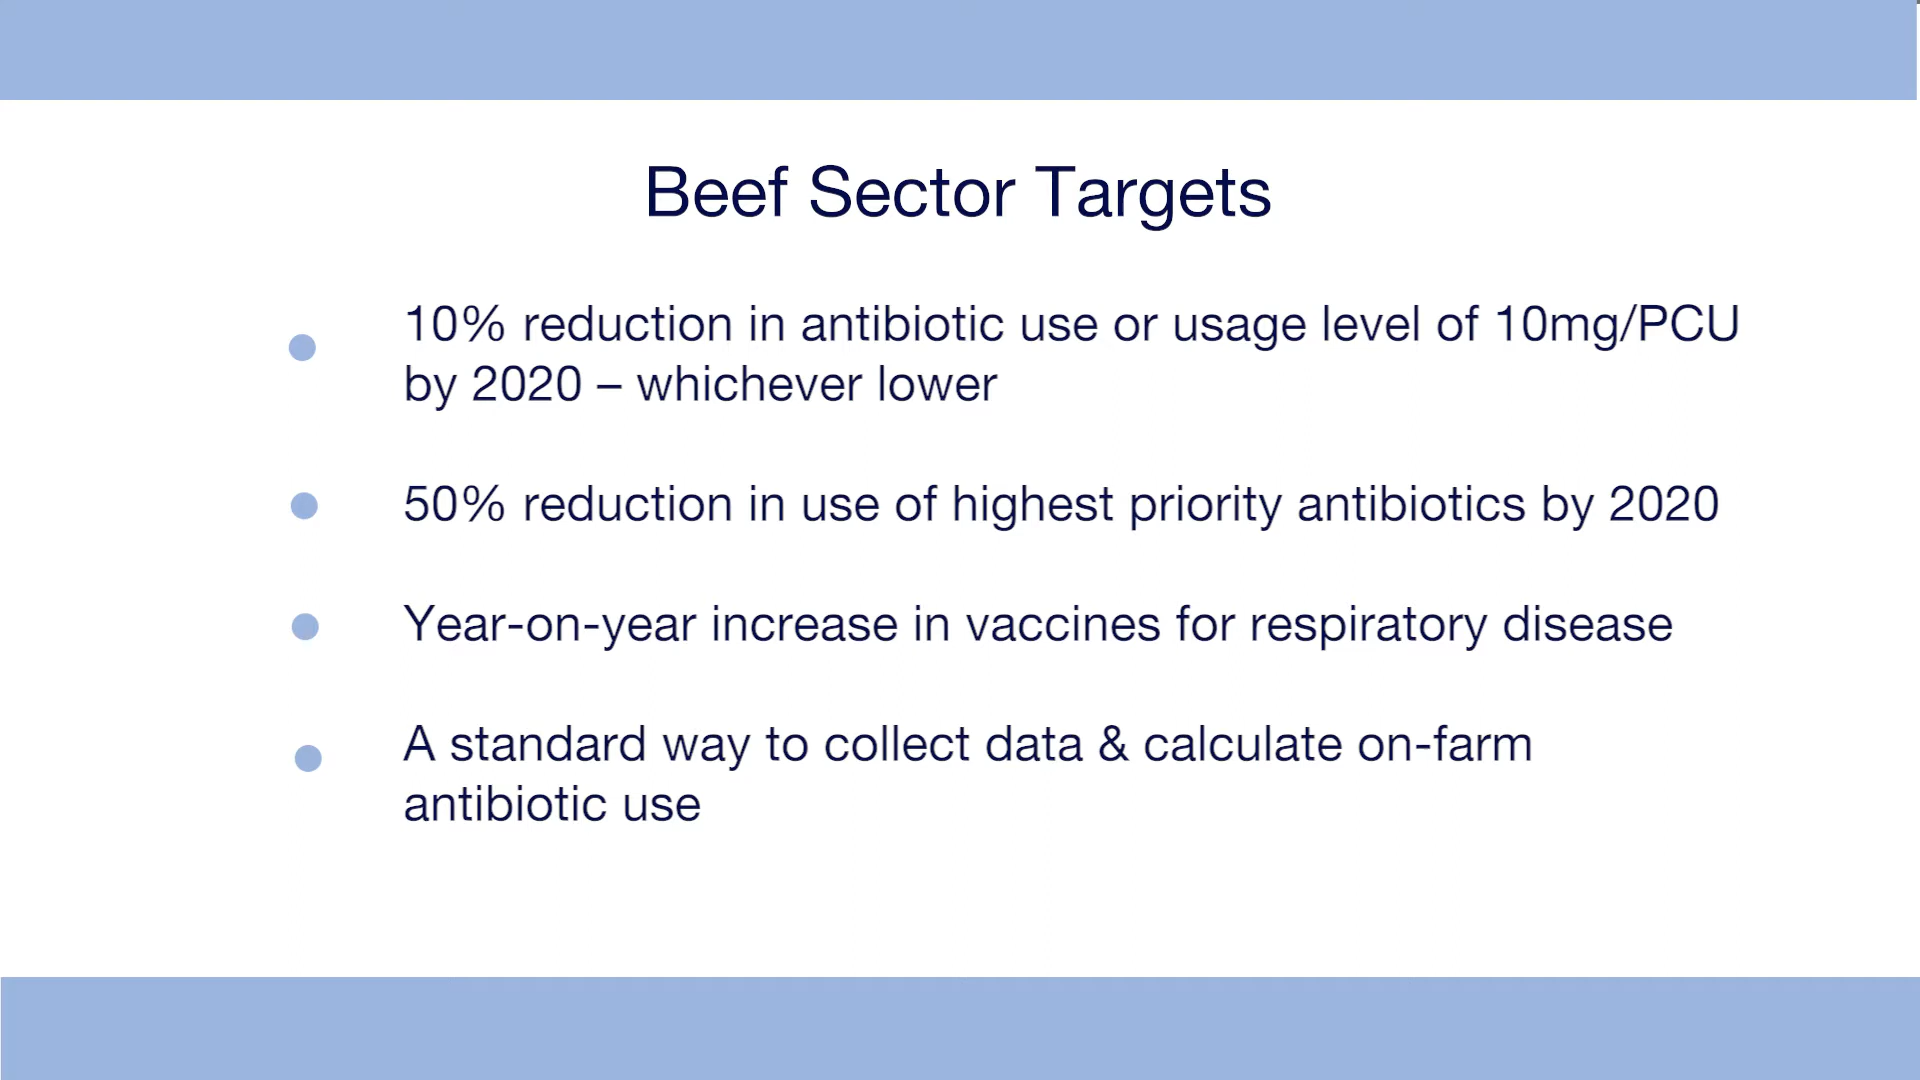 Beef Sector Targets
10% reduction in antibiotic use or usage level of 10mg/PCU
by 2020 – whichever lower
50% reduction in use of highest priority antibiotics by 2020
Year-on-year increase in vaccines for respiratory disease
A standard way to collect data & calculate on-farm
antibiotic use